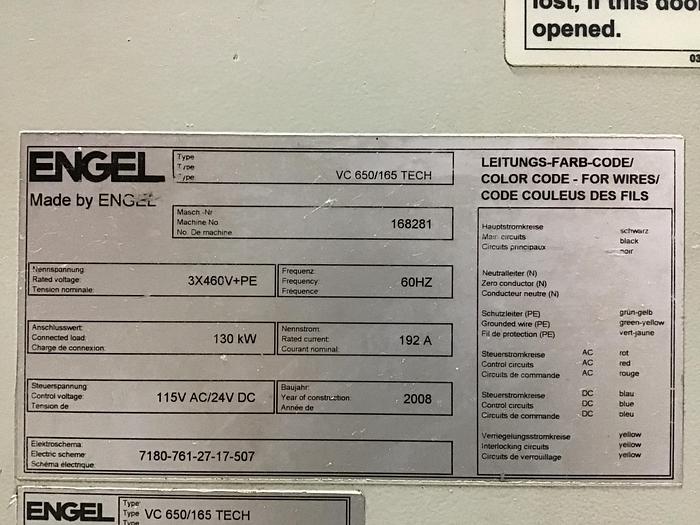 lost, if this door
opened.
03
ENGEL
Made by ENGEL
Type
Type
Type
VC 650/165 TECH
Masch.-Nr
Machine No
No. De machine
168281
Nennspannung
Rated voltage:
Tension nominale:
3X460V+PE
Frequenz
Frequency:
Fréquence
60HZ
Anschlusswert:
Connected load:
Charge de connexion:
130 kW
Nennstrom:
Rated current:
Courant nominal:
192 A
Steuerspannung
Control voltage:
Tension de
115V AC/24V DC
Baujahr:
Year of construction:
Année de
2008
Elektroschema:
Electric scheme:
Schéma électrique:
7180-761-27-17-507
LEITUNGS-FARB-CODE/
COLOR CODE - FOR WIRES/
CODE COULEUS DES FILS
Hauptstromkreise schwarz
Main circuits black
Circuits principaux noir
Neutralleiter (N)
Zero conductor (N)
Conducteur neutre (N)
Schutzleiter (PE) grün-gelb
Grounded wire (PE) green-yellow
Fil de protection (PE) vert-jaune
Steuerstromkreise AC rot
Control circuits AC red
Circuits de commande AC rouge
Steuerstromkreise DC blau
Control circuits DC blue
Circuits de commande DC bleu
Verriegelungsstromkreise yellow
Interlocking circuits yellow
Circuits de verrouillage yellow
ENGEL
Type
Type
Type
VC 650/165 TECH